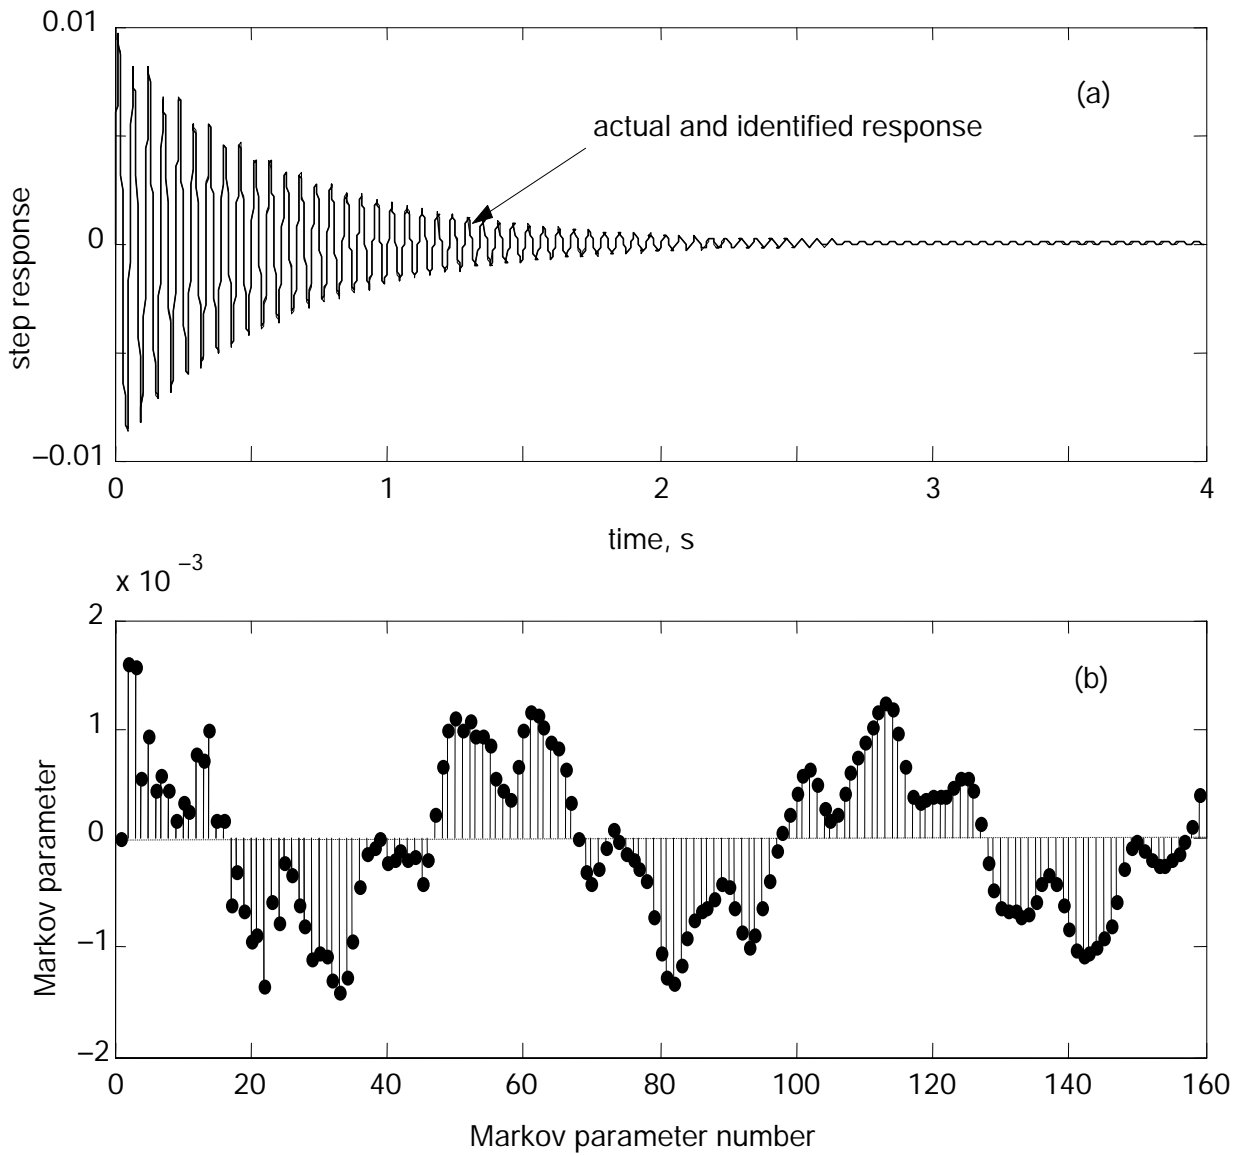 0.01
(a)
actual and identified response
step response
0
−0.01
0 1 2 3 4
time, s
x 10 −3
2
(b)
1
Markov parameter
0
−1
−2
0 20 40 60 80 100 120 140 160
Markov parameter number